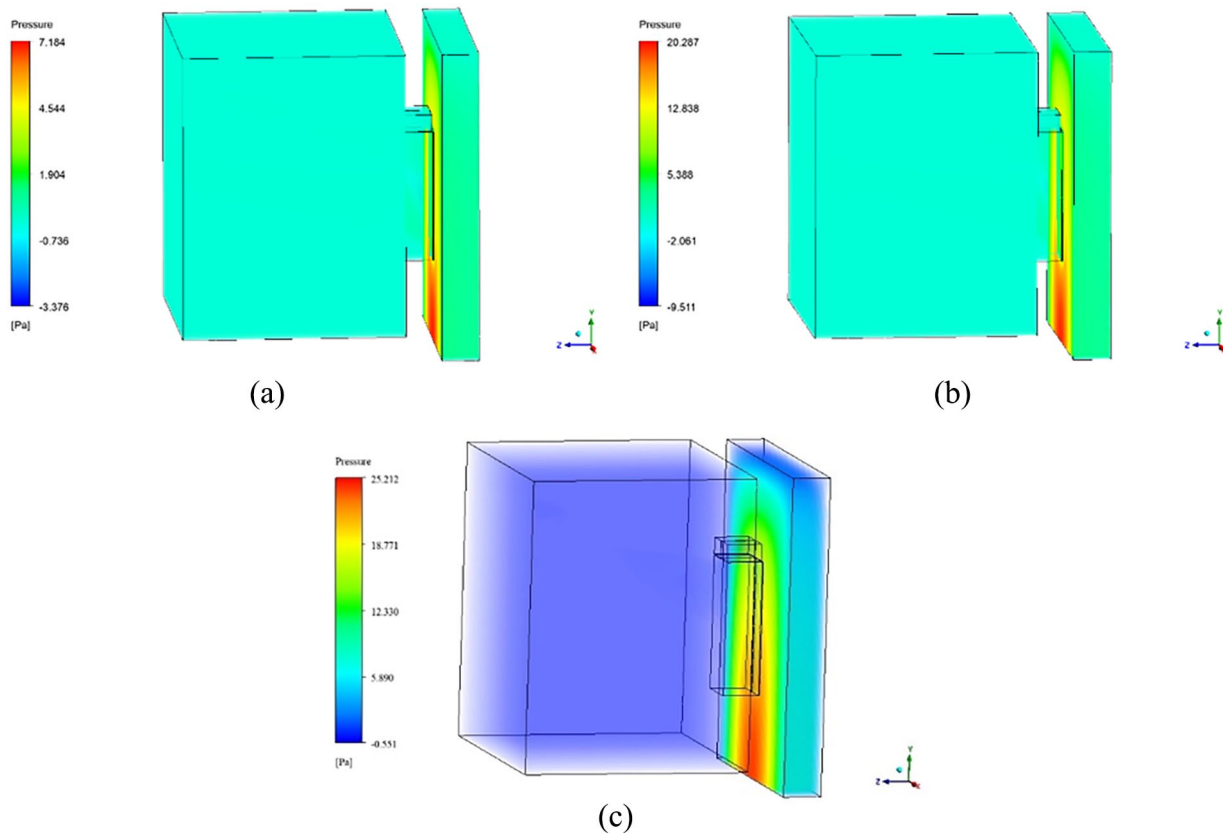 Pressure
7.184
4.544
1.904
-0.736
-3.376
[Pa]
Y
Z
X
(a)
Pressure
20.287
12.838
5.388
-2.061
-9.511
[Pa]
Y
Z
X
(b)
Pressure
25.212
18.771
12.330
5.890
-0.551
[Pa]
Y
Z
X
(c)